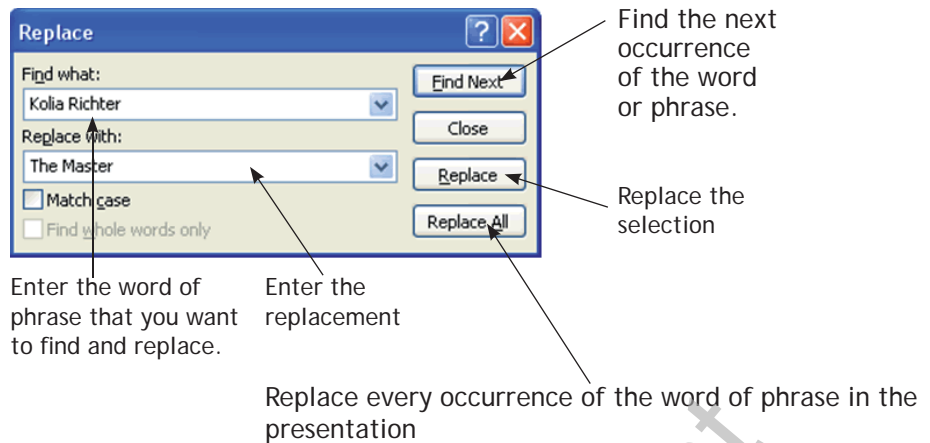 Replace
Find what:
Kolia Richter
Replace with:
The Master
Match case
Find whole words only
Find Next
Close
Replace
Replace All
Find the next
occurrence
of the word
or phrase.
Replace the
selection
Enter the word of
phrase that you want
to find and replace.
Enter the
replacement
Replace every occurrence of the word of phrase in the
presentation